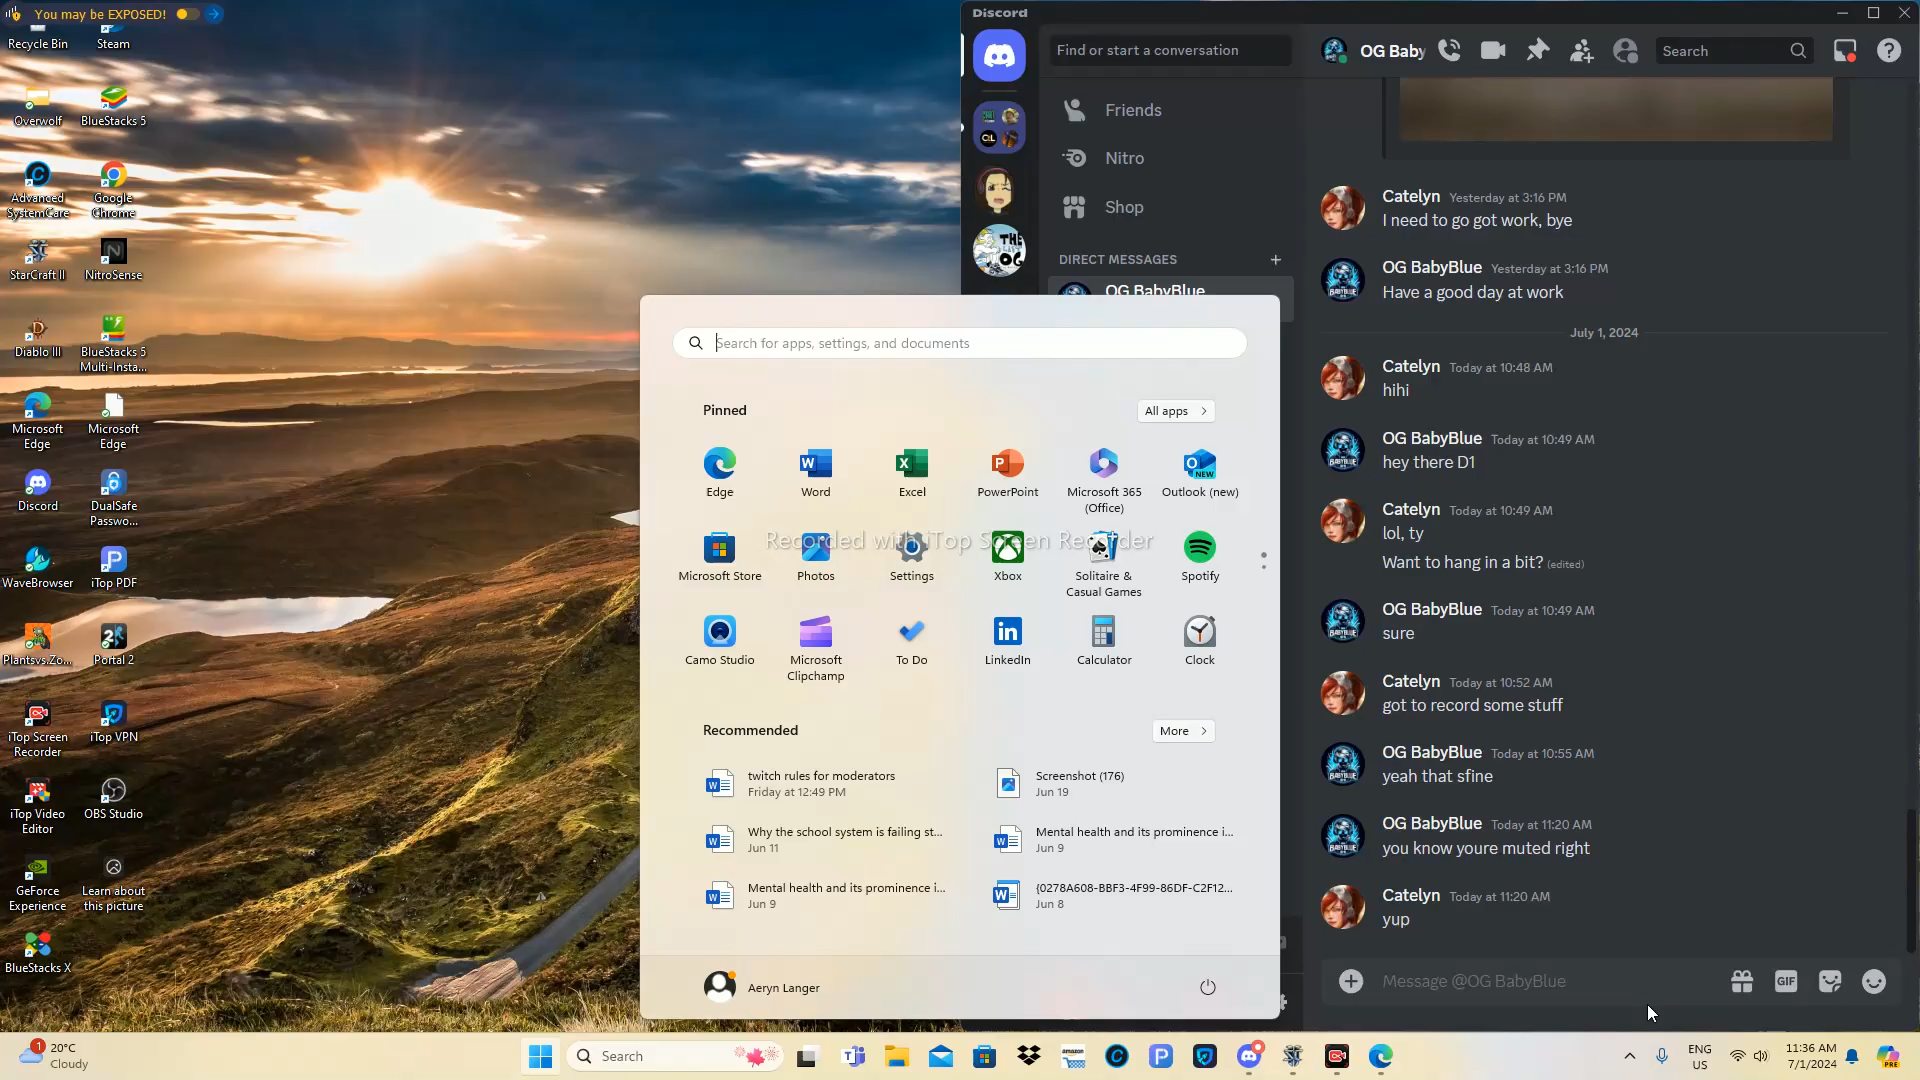 You may be EXPOSED!
Recycle Bin
Steam
Overwolf
BlueStacks 5
Advanced
SystemCare
Google
Chrome
StarCraft II
NitroSense
Diablo III
BlueStacks 5
Multi-Insta...
Microsoft
Edge
Microsoft
Edge
Discord
DualSafe
Passwo...
WaveBrowser
iTop PDF
Plantsvs.Zo...
Portal 2
iTop Screen
Recorder
iTop VPN
iTop Video
Editor
OBS Studio
GeForce
Experience
Learn about
this picture
BlueStacks X
Discord
Find or start a conversation
Friends
Nitro
Shop
DIRECT MESSAGES
OG BabyBlue
THE
OG
OG Baby
Search
Catelyn Yesterday at 3:16 PM
I need to go got work, bye
OG BabyBlue Yesterday at 3:16 PM
Have a good day at work
July 1, 2024
Catelyn Today at 10:48 AM
hihi
OG BabyBlue Today at 10:49 AM
hey there D1
Catelyn Today at 10:49 AM
lol, ty
Want to hang in a bit? (edited)
OG BabyBlue Today at 10:49 AM
sure
Catelyn Today at 10:52 AM
got to record some stuff
OG BabyBlue Today at 10:55 AM
yeah that sfine
OG BabyBlue Today at 11:20 AM
you know youre muted right
Catelyn Today at 11:20 AM
yup
Message @OG BabyBlue
GIF
Search for apps, settings, and documents
Pinned
All apps
Edge
Word
Excel
PowerPoint
Microsoft 365
(Office)
NEW
Outlook (new)
Recorded with iTop Screen Recorder
Microsoft Store
Photos
Settings
Xbox
Solitaire &
Casual Games
Spotify
Camo Studio
Microsoft
Clipchamp
To Do
LinkedIn
Calculator
Clock
Recommended
More
twitch rules for moderators
Friday at 12:49 PM
Screenshot (176)
Jun 19
Why the school system is failing st...
Jun 11
Mental health and its prominence i...
Jun 9
Mental health and its prominence i...
Jun 9
{0278A608-BBF3-4F99-86DF-C2F12...
Jun 8
Aeryn Langer
1
20°C
Cloudy
Search
amazon
ENG
US
11:36 AM
7/1/2024
PRE